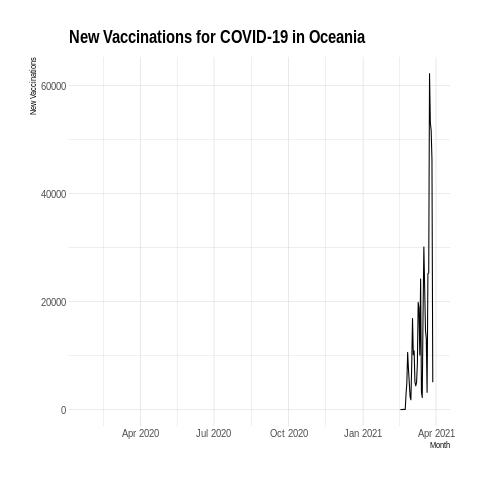 New Vaccinations for COVID-19 in Oceania
New Vaccinations
60000
40000
20000
0
Apr 2020
Jul 2020
Oct 2020
Jan 2021
Apr 2021
Month